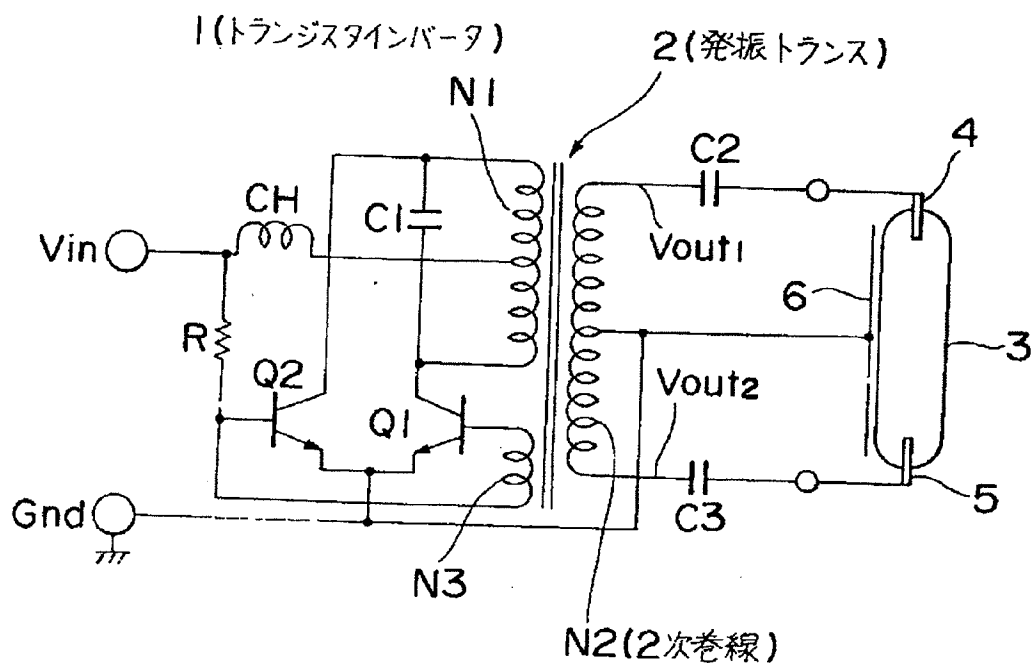 1(トランジスタインバータ)
2(発振トランス)
N1
4
C2
CH
C1
Vin
Vout1
6
R
3
Q2
Vout2
Q1
5
Gnd
C3
N3
N2(2次巻線)